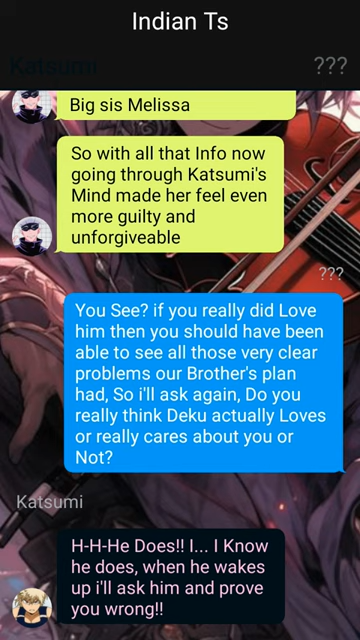 Indian Ts
Katsumi
???
Big sis Melissa
So with all that Info now
going through Katsumi's
Mind made her feel even
more guilty and
unforgiveable
???
You See? if you really did Love
him then you should have been
able to see all those very clear
problems our Brother's plan
had, So i'll ask again, Do you
really think Deku actually Loves
or really cares about you or
Not?
Katsumi
H-H-He Does!! I... I Know
he does, when he wakes
up i'll ask him and prove
you wrong!!